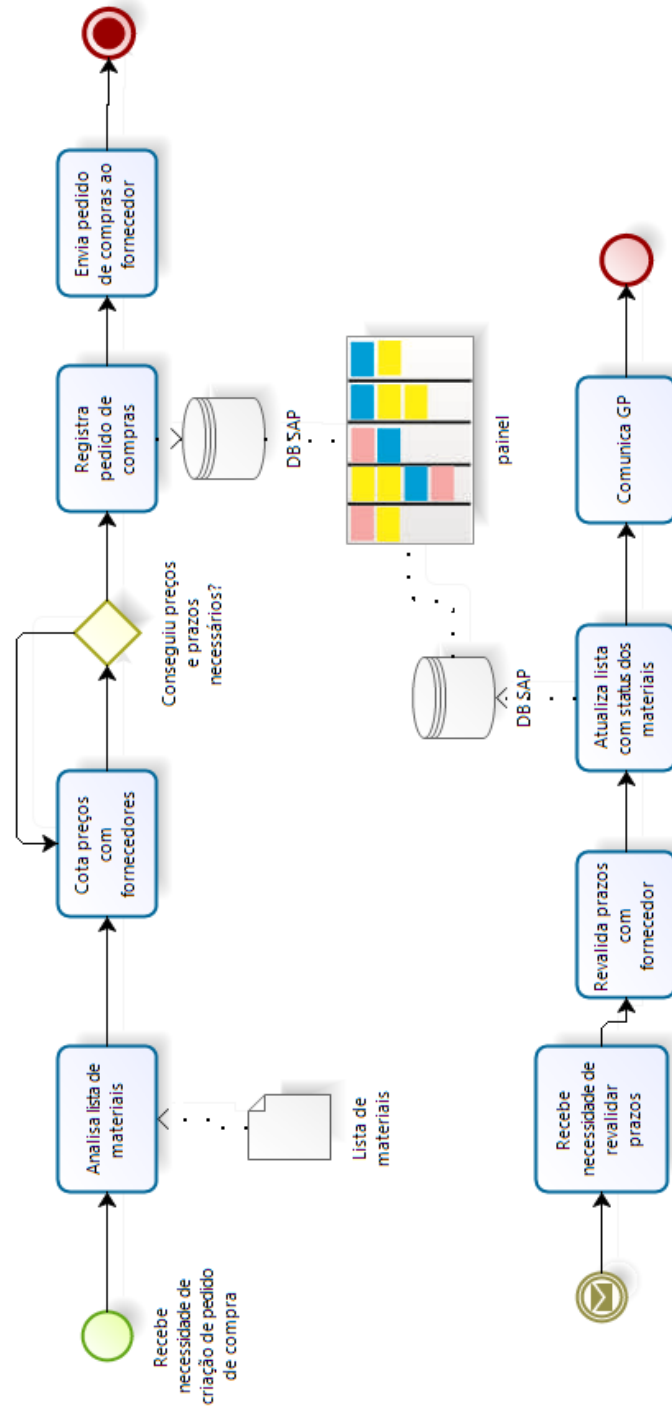 Recebe
necessidade de
criação de pedido
de compra
Analisa lista de
materiais
Lista de
materiais
Cota preços
com
fornecedores
Conseguiu preços
e prazos
necessários?
Registra
pedido de
compras
DB SAP
Envia pedido
de compras ao
fornecedor
painel
DB SAP
Recebe
necessidade de
revalidar
prazos
Revalida prazos
com
fornecedor
Atualiza lista
com status dos
materiais
Comunica GP